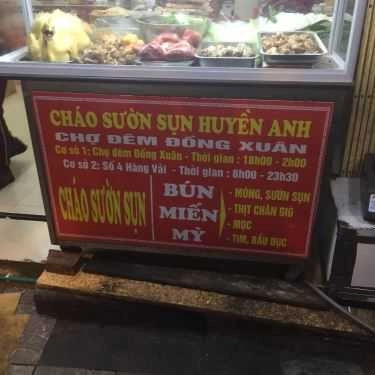 CHÁO SƯỜN SỤN HUYỀN ANH
CHỢ ĐÊM ĐỒNG XUÂN
Cơ sở 1: Chợ đêm Đồng Xuân - Thời gian : 18h00 - 2h00
Cơ sở 2: Số 4 Hàng Vải - Thời gian : 8h00 - 23h30
CHÁO SƯỜN SỤN
BÚN
MIẾN
MỲ
- MỌNG, SƯỜN SỤN
- THỊT CHÂN GIÒ
- MỌC
- TIM, BẦU DỤC